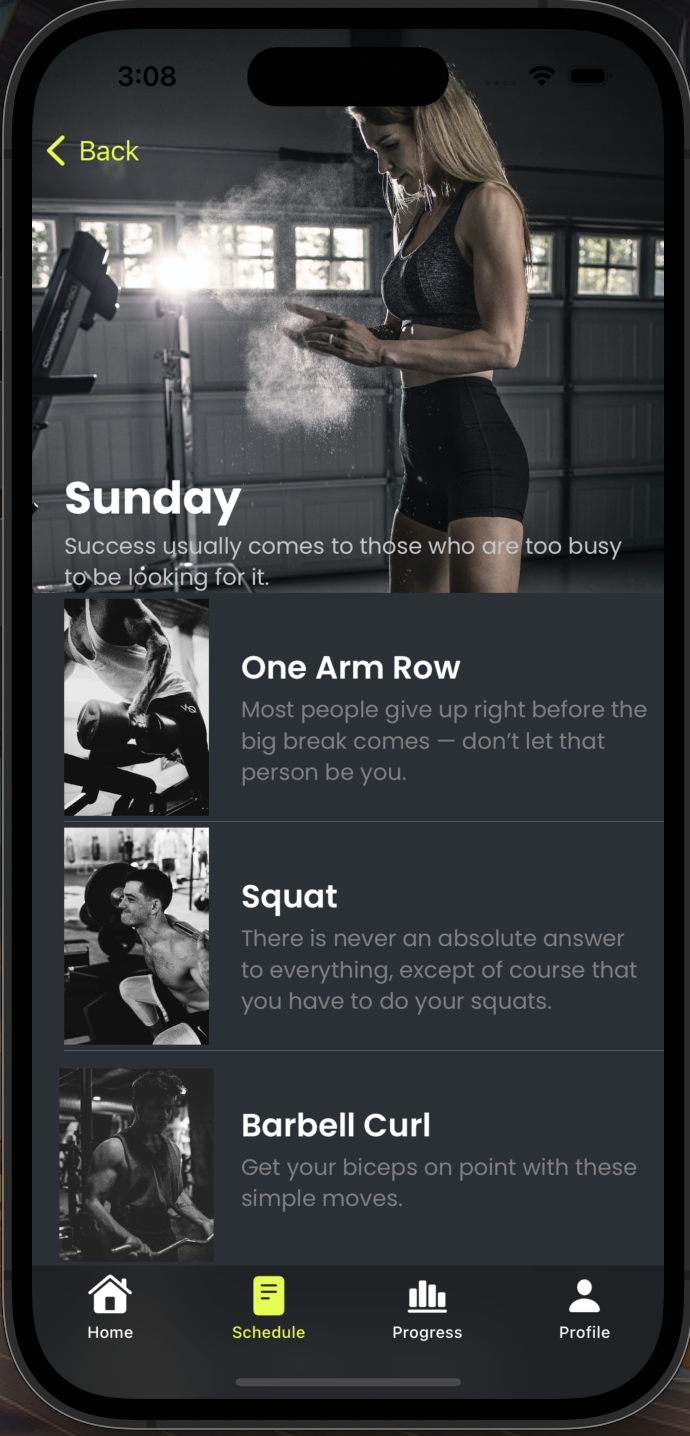 3:08
Back
Sunday
Success usually comes to those who are too busy
to be looking for it.
One Arm Row
Most people give up right before the
big break comes — don’t let that
person be you.
Squat
There is never an absolute answer
to everything, except of course that
you have to do your squats.
Barbell Curl
Get your biceps on point with these
simple moves.
Home
Schedule
Progress
Profile